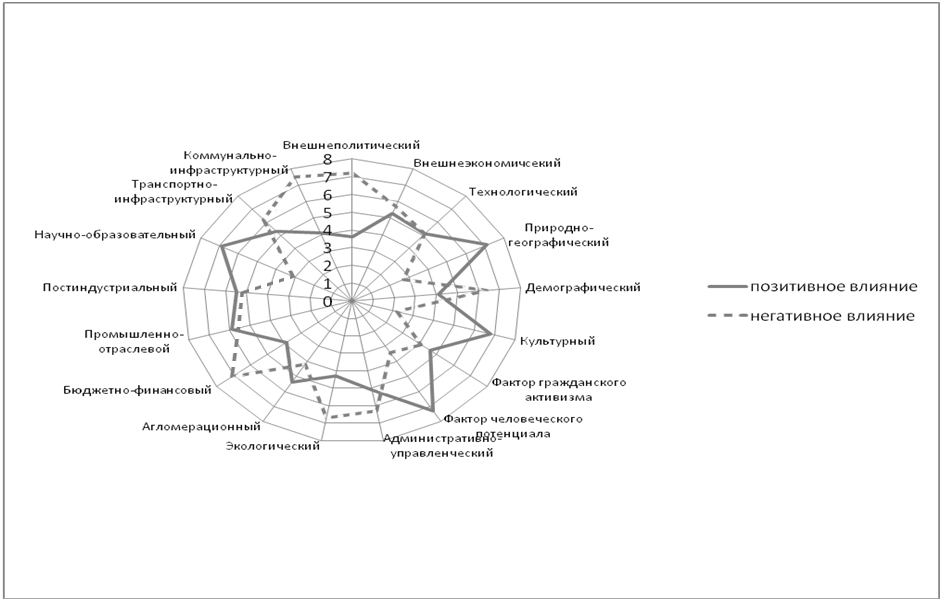 Внешнеполитический
8
7
6
5
4
3
2
1
0
Внешнеэкономичсекий
Технологический
Природно-
географический
Демографический
Культурный
Фактор гражданского
активизма
Фактор человеческого
потенциала
Административно-
управленческий
Экологический
Агломерационный
Бюджетно-финансовый
Промышленно-
отраслевой
Постиндустриальный
Научно-образовательный
Транспортно-
инфраструктурный
Коммунально-
инфраструктурный
позитивное влияние
негативное влияние